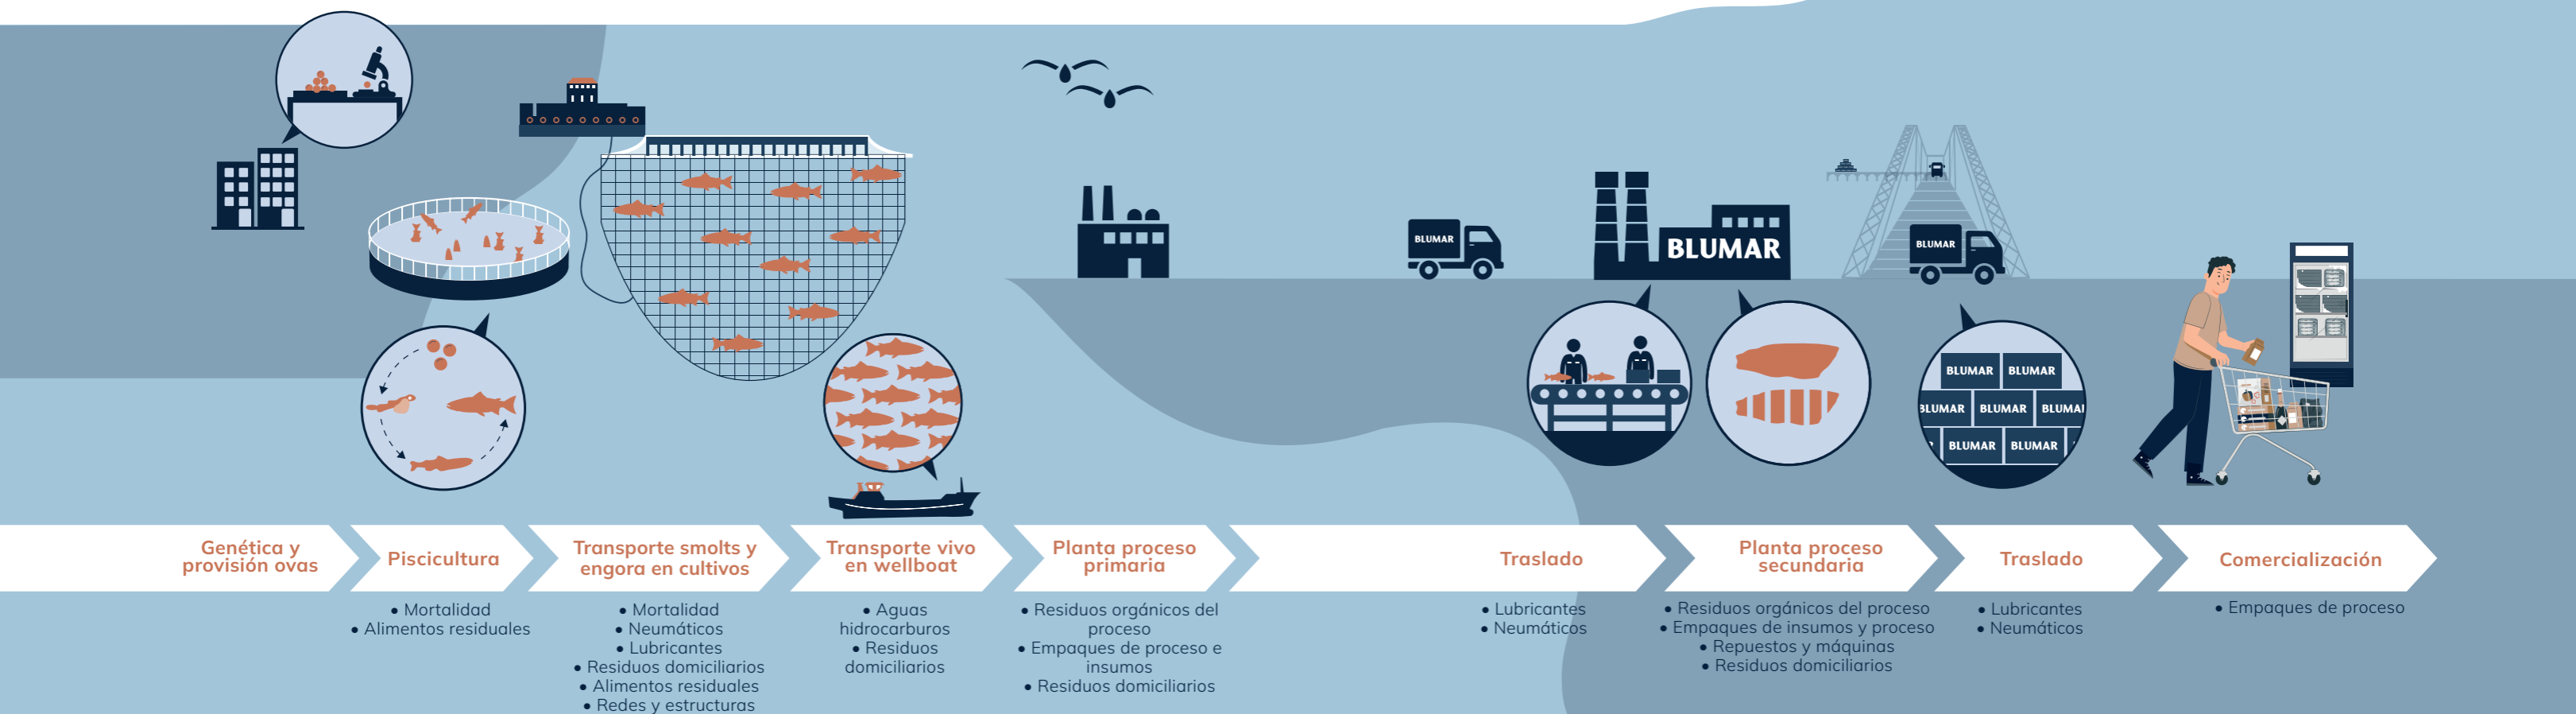 BLUMAR
BLUMAR
BLUMAR
BLUMAR BLUMAR
BLUMAR BLUMAR BLUMA
BLUMAR BLUMAR
Genética y
provisión ovas
Piscicultura
• Mortalidad
• Alimentos residuales
Transporte smolts y
engora en cultivos
• Mortalidad
• Neumáticos
• Lubricantes
• Residuos domiciliarios
• Alimentos residuales
• Redes y estructuras
Transporte vivo
en wellboat
• Aguas
hidrocarburos
• Residuos
domiciliarios
Planta proceso
primaria
• Residuos orgánicos del
proceso
• Empaques de proceso e
insumos
• Residuos domiciliarios
Traslado
• Lubricantes
• Neumáticos
Planta proceso
secundaria
• Residuos orgánicos del proceso
• Empaques de insumos y proceso
• Repuestos y máquinas
• Residuos domiciliarios
Traslado
• Lubricantes
• Neumáticos
Comercialización
• Empaques de proceso